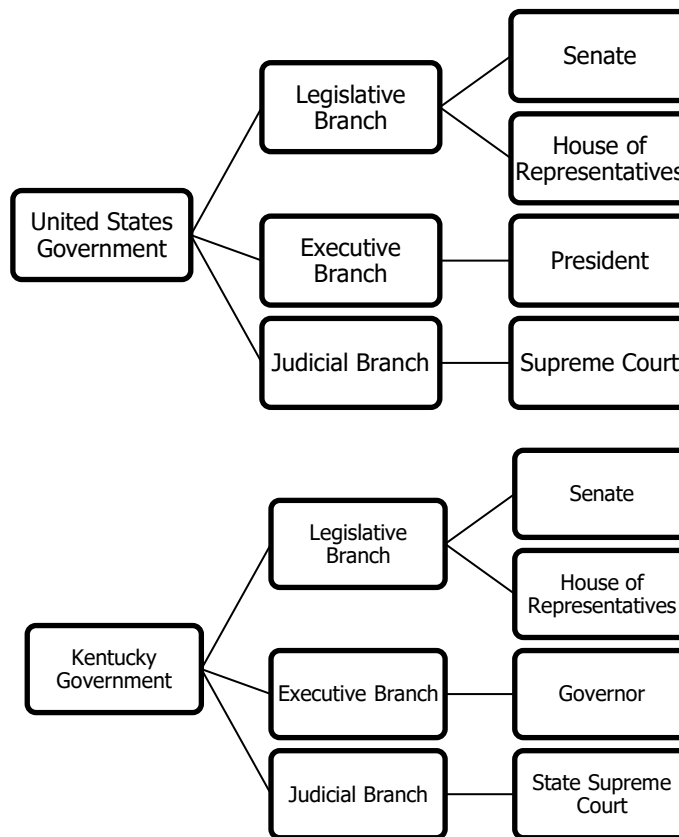 Senate
Legislative
Branch
House of
Representatives
United States
Government
Executive
Branch
President
Judicial Branch
Supreme Court
Senate
Legislative
Branch
House of
Representatives
Kentucky
Government
Executive Branch
Governor
Judicial Branch
State Supreme
Court